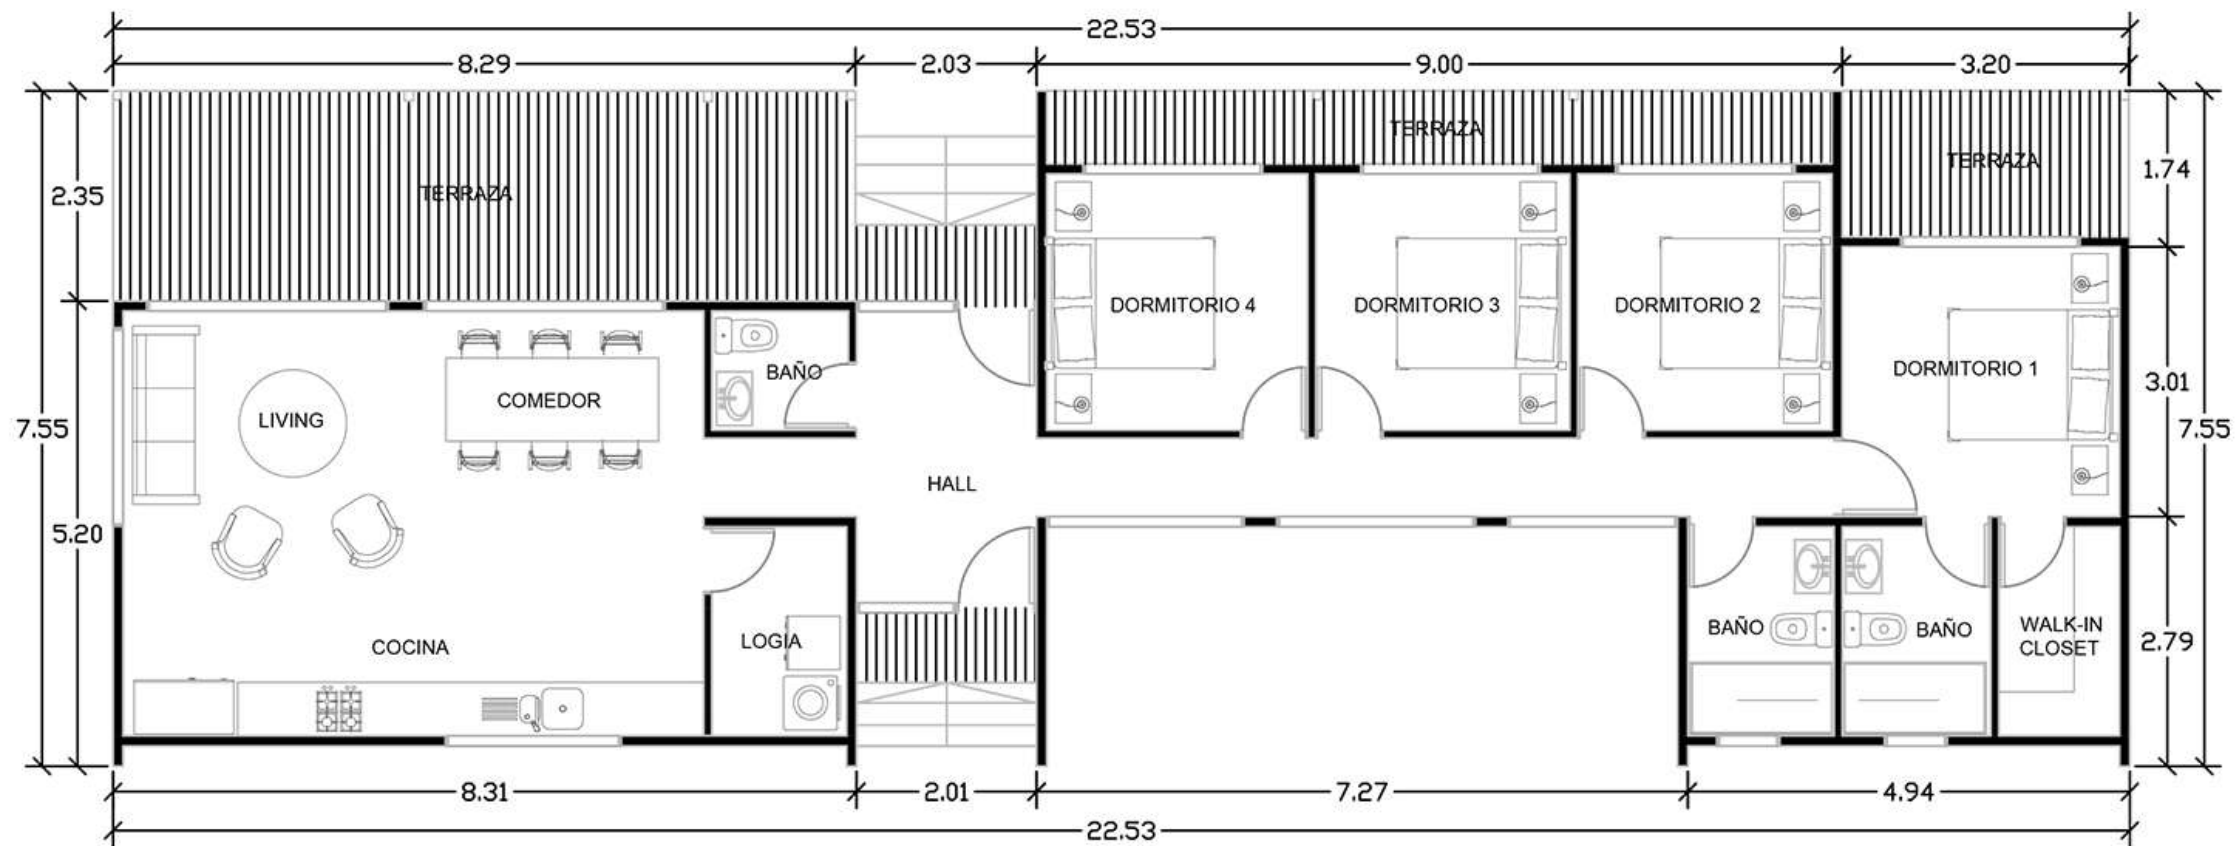 22.53
8.29
2.03
9.00
3.20
TERRAZA
TERRAZA
1.74
2.35
TERRAZA
DORMITORIO 4
DORMITORIO 3
DORMITORIO 2
BAÑO
DORMITORIO 1
3.01
COMEDOR
LIVING
7.55
7.55
HALL
5.20
BAÑO
BAÑO
WALK-IN
CLOSET
LOGIA
2.79
COCINA
8.31
2.01
7.27
4.94
22.53